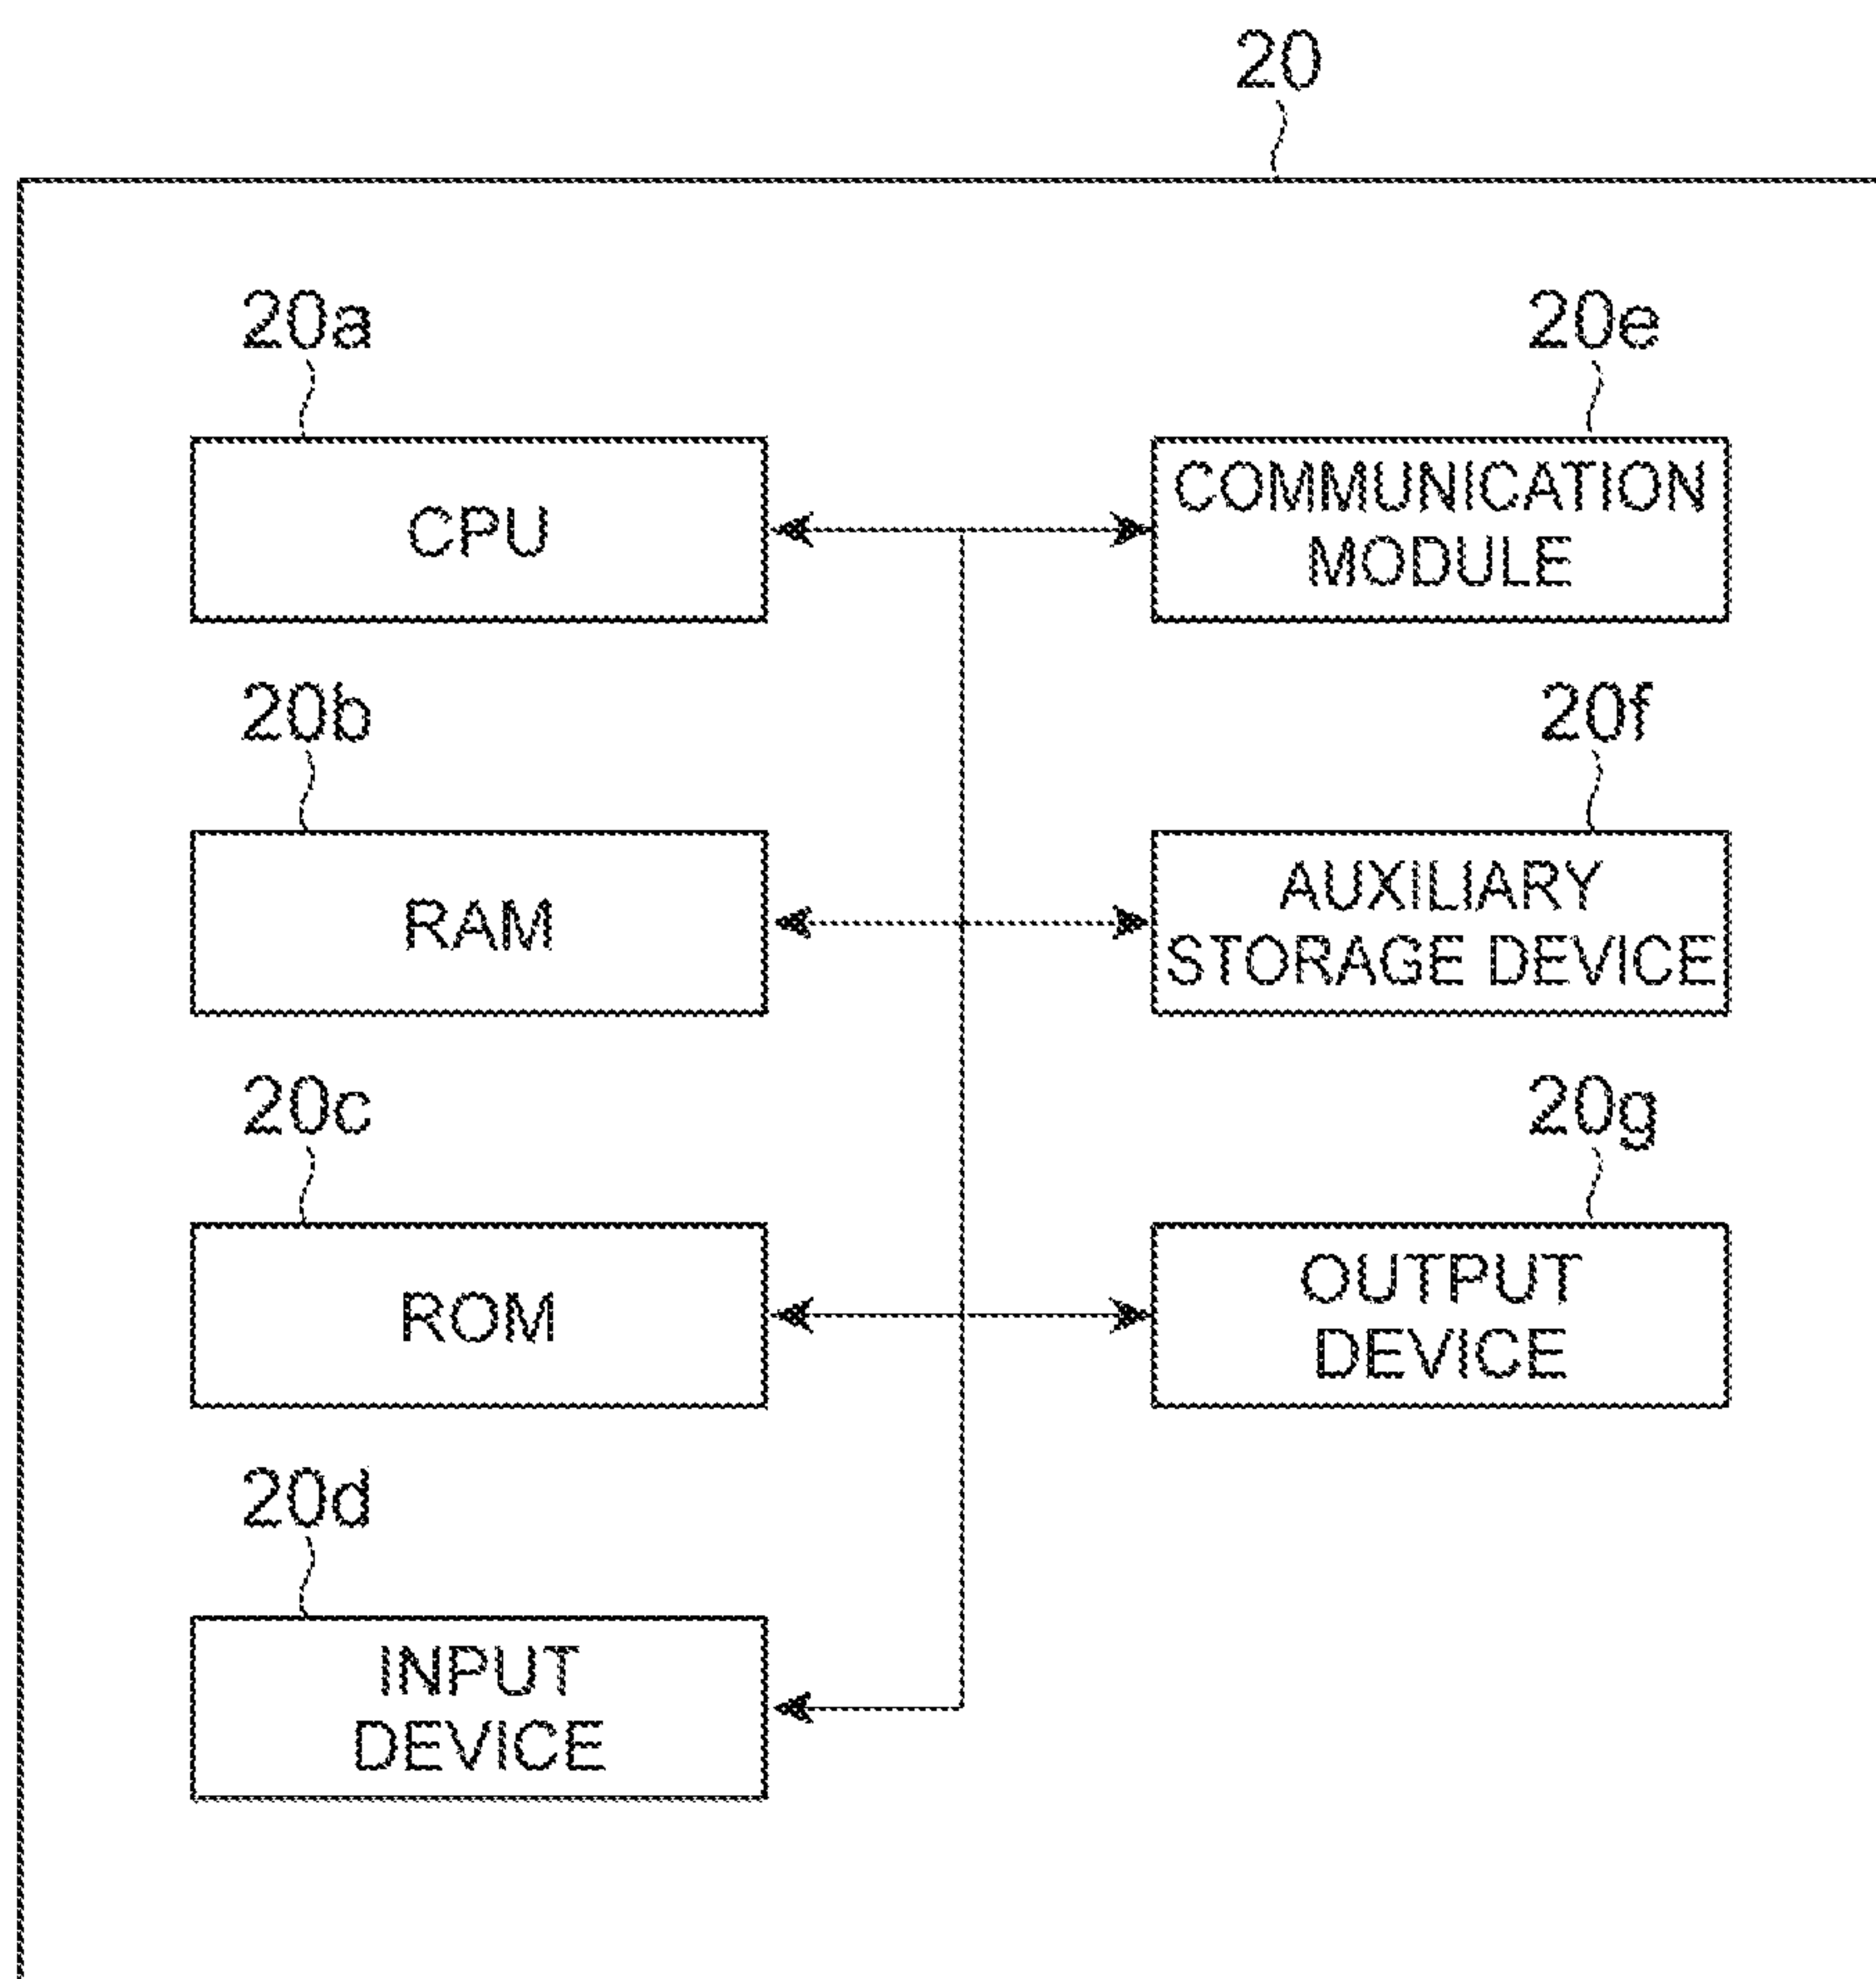 20
20a
CPU
20e
COMMUNICATION
MODULE
20b
RAM
20f
AUXILIARY
STORAGE DEVICE
20c
ROM
20g
OUTPUT
DEVICE
20d
INPUT
DEVICE